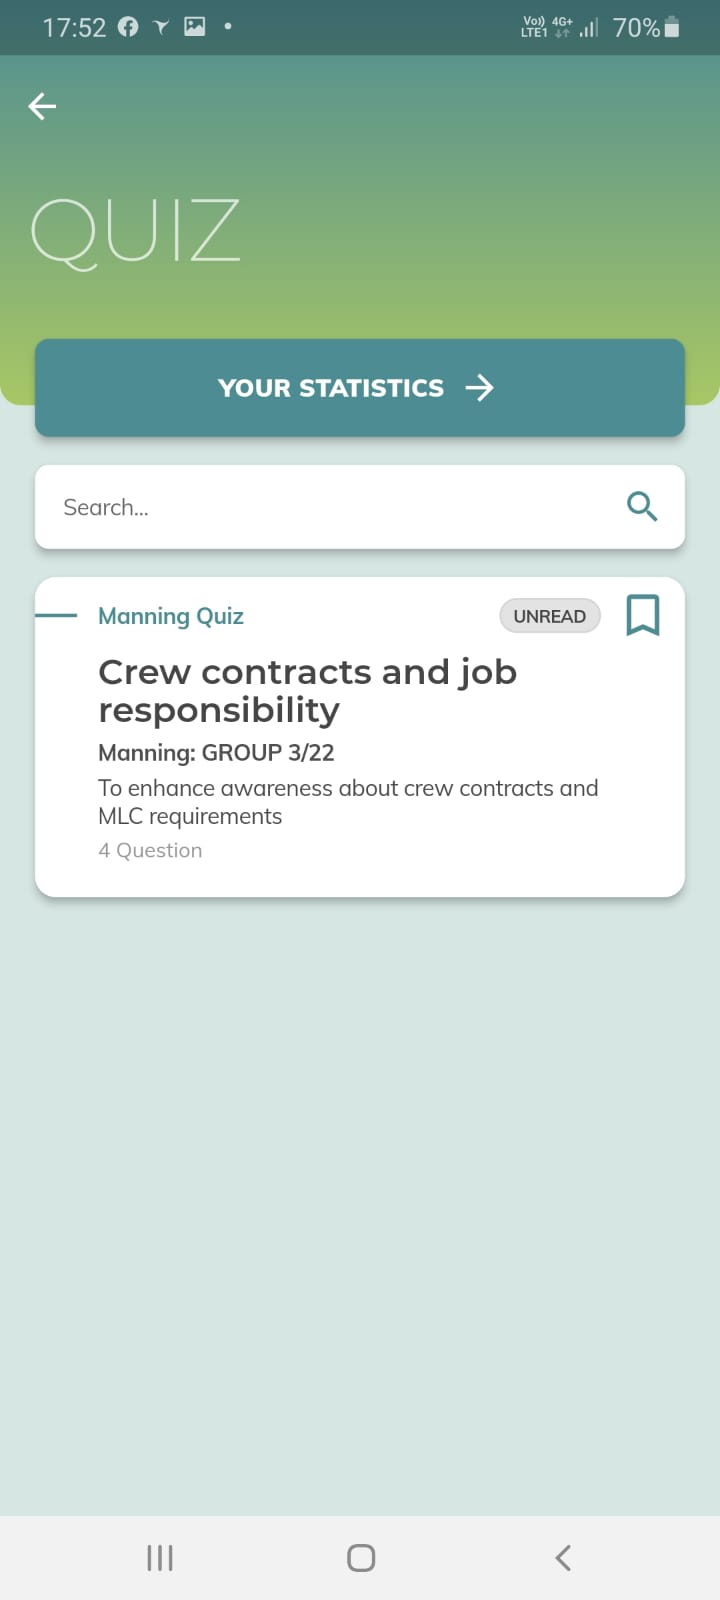 17:52
Vo)) 4G+
LTE1
70%
QUIZ
YOUR STATISTICS
Search...
Manning Quiz
UNREAD
Crew contracts and job
responsibility
Manning: GROUP 3/22
To enhance awareness about crew contracts and
MLC requirements
4 Question